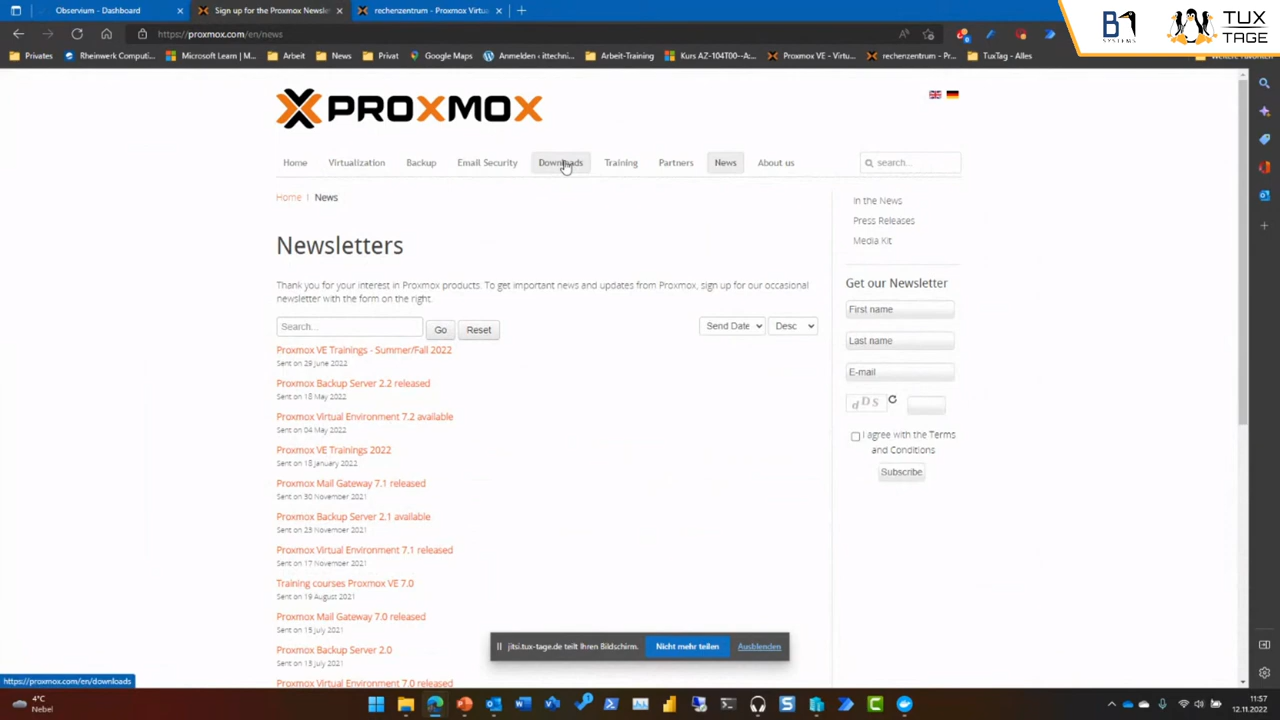 Observium - Dashboard
Sign up for the Proxmox Newsle
rechenzentrum - Proxmox Virtua
B1
SYSTEMS
TUX
TAGE
https://proxmox.com/en/news
Privates
Rheinwerk Computi...
Microsoft Learn | M...
Arbeit
News
Privat
Google Maps
Anmelden ‹ ittechni...
Arbeit-Training
Kurs AZ-104T00--A...
Proxmox VE - Virtu...
rechenzentrum - Pr...
TuxTag - Alles
Weitere Favoriten
PROXMOX
Home
Virtualization
Backup
Email Security
Downloads
Training
Partners
News
About us
search...
Home | News
Newsletters
Thank you for your interest in Proxmox products. To get important news and updates from Proxmox, sign up for our occasional
newsletter with the form on the right.
Search...
Go
Reset
Send Date
Desc
Proxmox VE Trainings - Summer/Fall 2022
Sent on 29 June 2022
Proxmox Backup Server 2.2 released
Sent on 18 May 2022
Proxmox Virtual Environment 7.2 available
Sent on 04 May 2022
Proxmox VE Trainings 2022
Sent on 18 January 2022
Proxmox Mail Gateway 7.1 released
Sent on 30 November 2021
Proxmox Backup Server 2.1 available
Sent on 23 November 2021
Proxmox Virtual Environment 7.1 released
Sent on 17 November 2021
Training courses Proxmox VE 7.0
Sent on 19 August 2021
Proxmox Mail Gateway 7.0 released
Sent on 15 July 2021
Proxmox Backup Server 2.0
Sent on 13 July 2021
Proxmox Virtual Environment 7.0 released
In the News
Press Releases
Media Kit
Get our Newsletter
First name
Last name
E-mail
dDS
I agree with the Terms
and Conditions
Subscribe
jitsi.tux-tage.de teilt Ihren Bildschirm.
Nicht mehr teilen
Ausblenden
https://proxmox.com/en/downloads
4°C
Nebel
11:57
12.11.2022